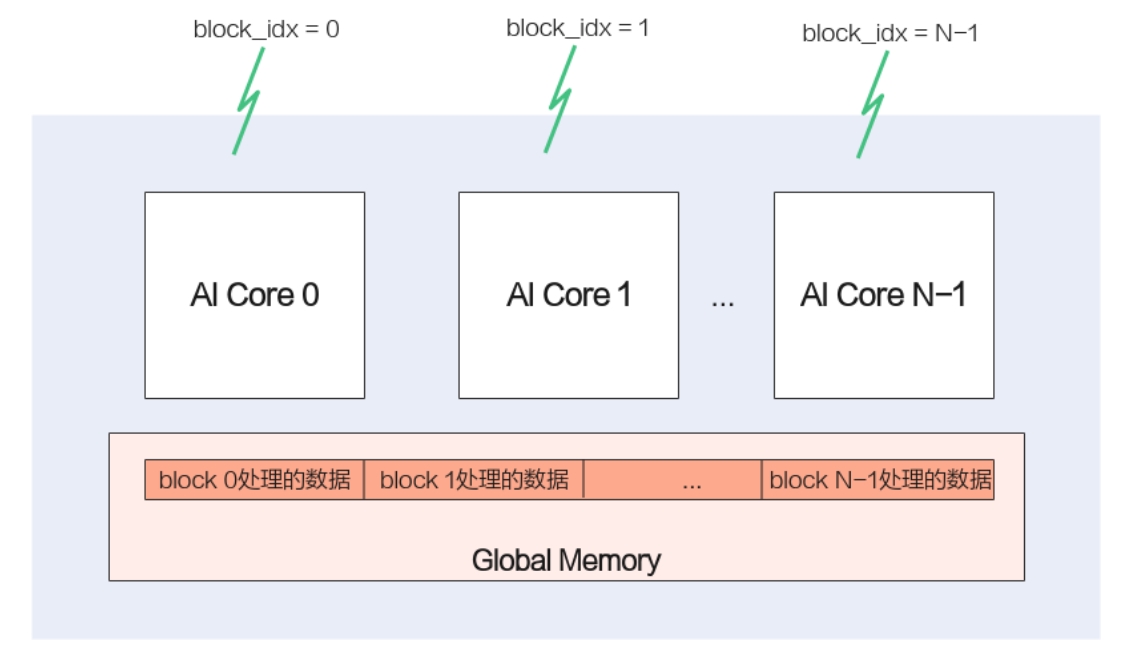 block_idx = 0
block_idx = 1
block_idx = N-1
AI Core 0
AI Core 1
...
AI Core N-1
block 0处理的数据
block 1处理的数据
...
block N-1处理的数据
Global Memory